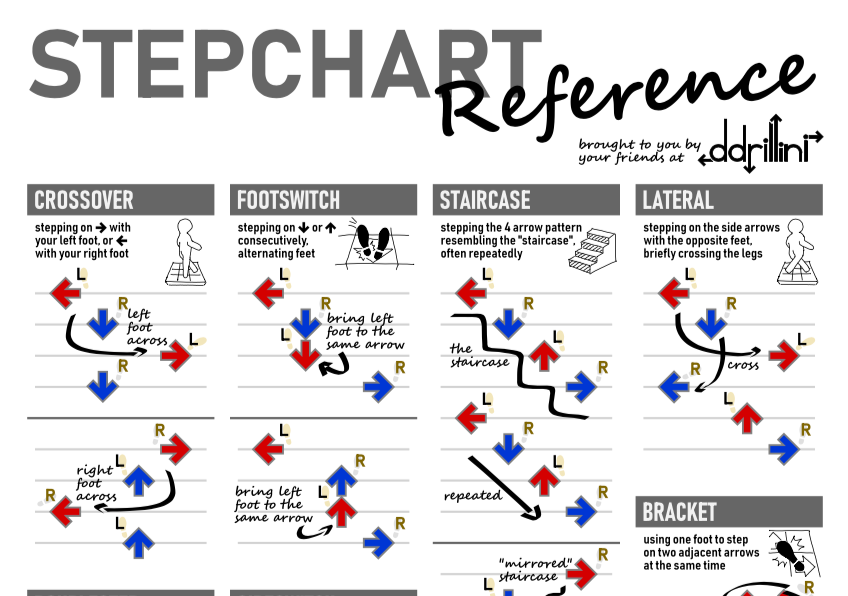 STEPCHART
Reference
brought to you by
your friends at
ddrillini
CROSSOVER
stepping on → with
your left foot, or ←
with your right foot
L
R
left
foot
across
L
R
R
L
right
foot
across
R
L
FOOTSWITCH
stepping on ↓ or ↑
consecutively,
alternating feet
L
R
bring left
foot to the
same arrow
L
R
L
R
bring left
foot to the
same arrow
L
R
STAIRCASE
stepping the 4 arrow pattern
resembling the "staircase",
often repeatedly
L
R
the
staircase
L
R
L
R
L
repeated
R
"mirrored"
staircase
R
L
LATERAL
stepping on the side arrows
with the opposite feet,
briefly crossing the legs
L
R
L
cross
R
L
R
BRACKET
using one foot to step
on two adjacent arrows
at the same time
R